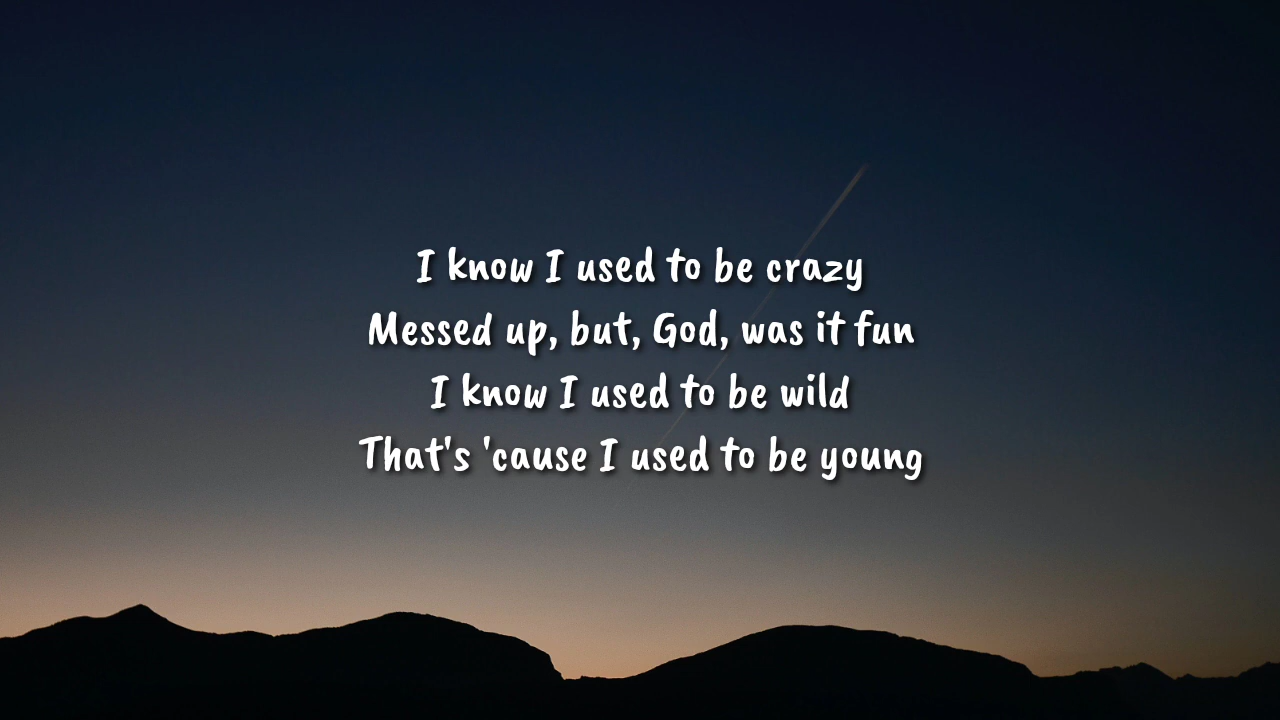 I know I used to be crazy
Messed up, but, God, was it fun
I know I used to be wild
That's 'cause I used to be young